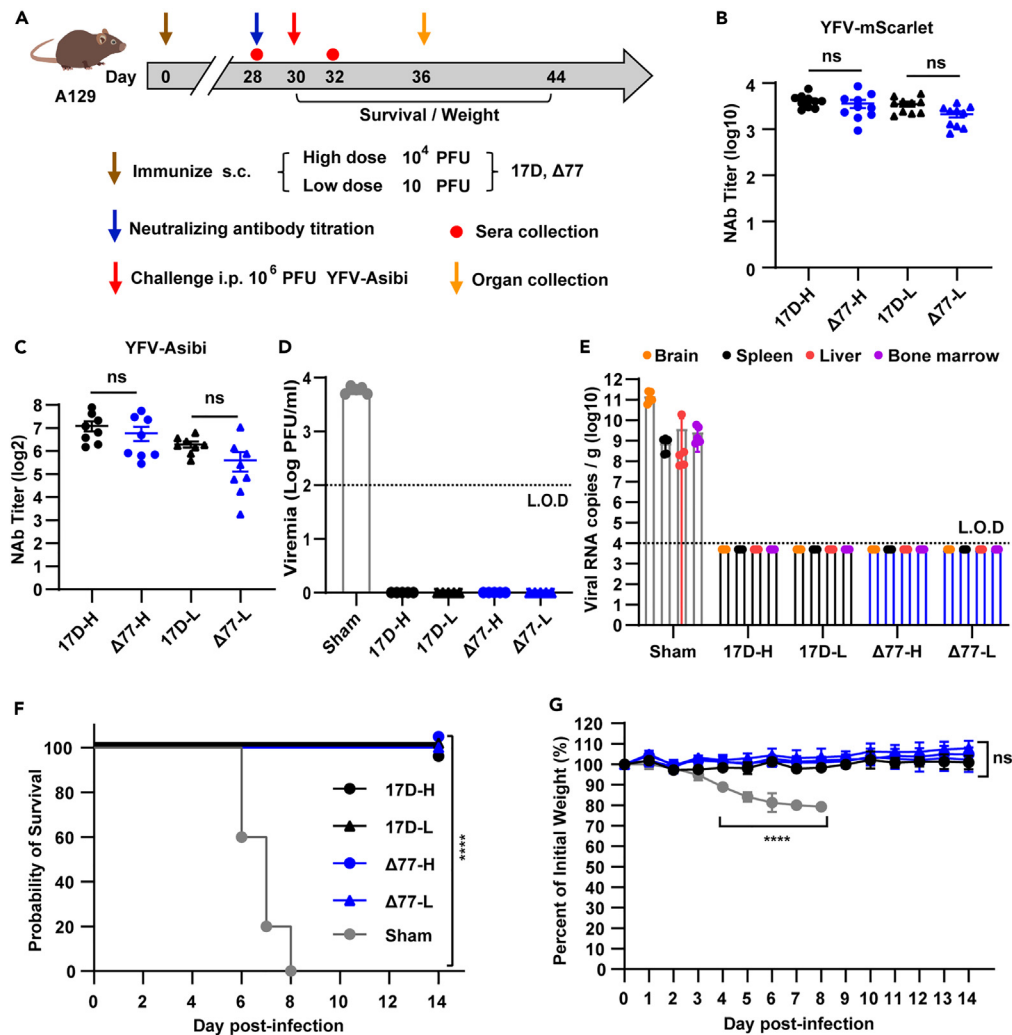 A
Day
0
28
30
32
36
44
A129
Survival / Weight
Immunize s.c.
High dose 10^4 PFU
Low dose 10 PFU
17D, Δ77
Neutralizing antibody titration
Sera collection
Challenge i.p. 10^6 PFU YFV-Asibi
Organ collection
B
YFV-mScarlet
ns
ns
NAb Titer (log10)
5
4
3
2
1
0
17D-H
Δ77-H
17D-L
Δ77-L
C
YFV-Asibi
ns
ns
NAb Titer (log2)
8
7
6
5
4
3
2
1
0
17D-H
Δ77-H
17D-L
Δ77-L
D
Viremia (Log PFU/ml)
4
3
2
1
0
L.O.D
Sham
17D-H
17D-L
Δ77-H
Δ77-L
E
Brain
Spleen
Liver
Bone marrow
Viral RNA copies / g (log10)
12
11
10
9
8
7
6
5
4
3
2
1
0
L.O.D
Sham
17D-H
17D-L
Δ77-H
Δ77-L
F
Probability of Survival
100
80
60
40
20
0
17D-H
17D-L
Δ77-H
Δ77-L
Sham
****
0
2
4
6
8
10
12
14
Day post-infection
G
Percent of Initial Weight (%)
120
110
100
90
80
70
60
50
40
30
20
10
0
ns
****
0
1
2
3
4
5
6
7
8
9
10
11
12
13
14
Day post-infection